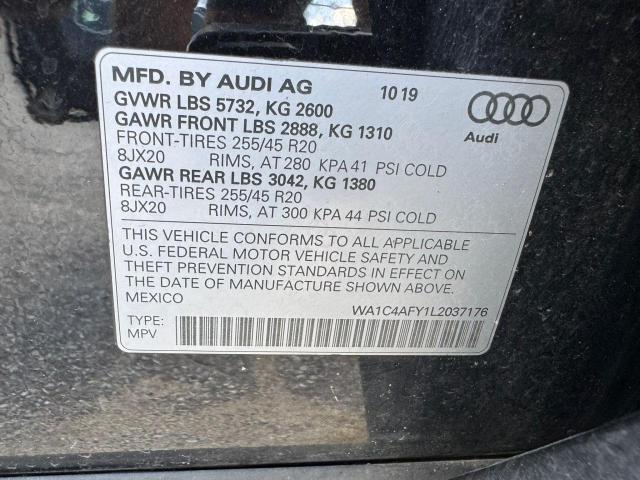 MFD. BY AUDI AG 10 19
GVWR LBS 5732, KG 2600
GAWR FRONT LBS 2888, KG 1310
FRONT-TIRES 255/45 R20
8JX20 RIMS, AT 280 KPA 41 PSI COLD
GAWR REAR LBS 3042, KG 1380
REAR-TIRES 255/45 R20
8JX20 RIMS, AT 300 KPA 44 PSI COLD
Audi
THIS VEHICLE CONFORMS TO ALL APPLICABLE
U.S. FEDERAL MOTOR VEHICLE SAFETY AND
THEFT PREVENTION STANDARDS IN EFFECT ON
THE DATE OF MANUFACTURE SHOWN ABOVE.
MEXICO
WA1C4AFY1L2037176
TYPE:
MPV